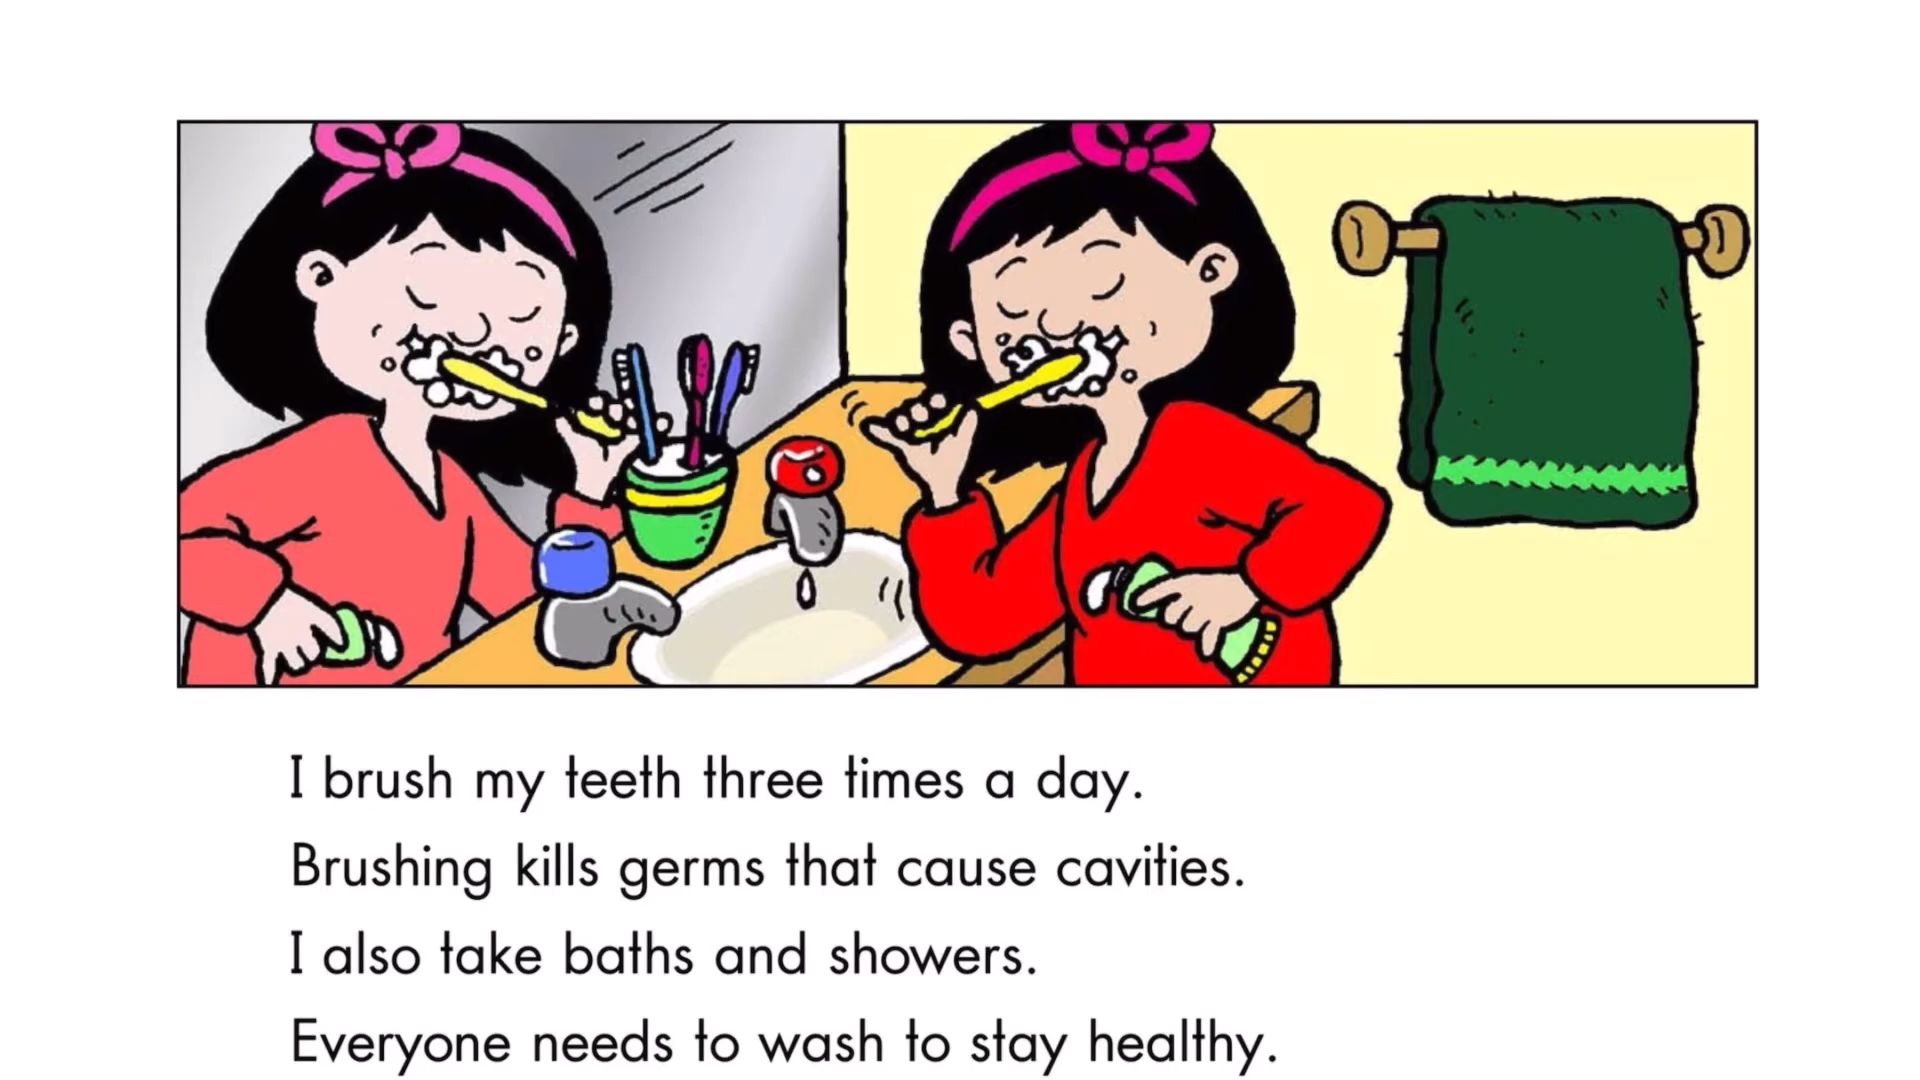 I brush my teeth three times a day.
Brushing kills germs that cause cavities.
I also take baths and showers.
Everyone needs to wash to stay healthy.